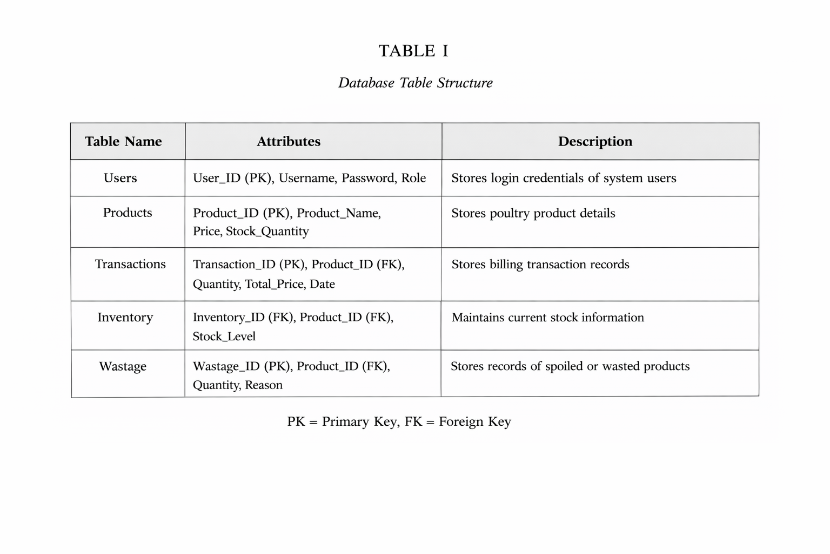 TABLE I
Database Table Structure
Table Name Attributes Description
Users User_ID (PK), Username, Password, Role Stores login credentials of system users
Products Product_ID (PK), Product_Name, Stores poultry product details
Price, Stock_Quantity
Transactions Transaction_ID (PK), Product_ID (FK), Stores billing transaction records
Quantity, Total_Price, Date
Inventory Inventory_ID (FK), Product_ID (FK), Maintains current stock information
Stock_Level
Wastage Wastage_ID (PK), Product_ID (FK), Stores records of spoiled or wasted products
Quantity, Reason
PK = Primary Key, FK = Foreign Key